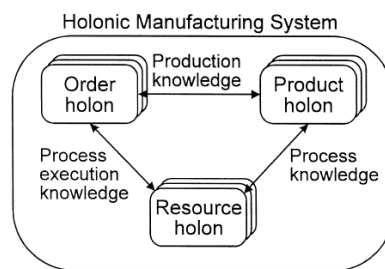 Holonic Manufacturing System
Order
holon
Production
knowledge
Product
holon
Process
execution
knowledge
Process
knowledge
Resource
holon